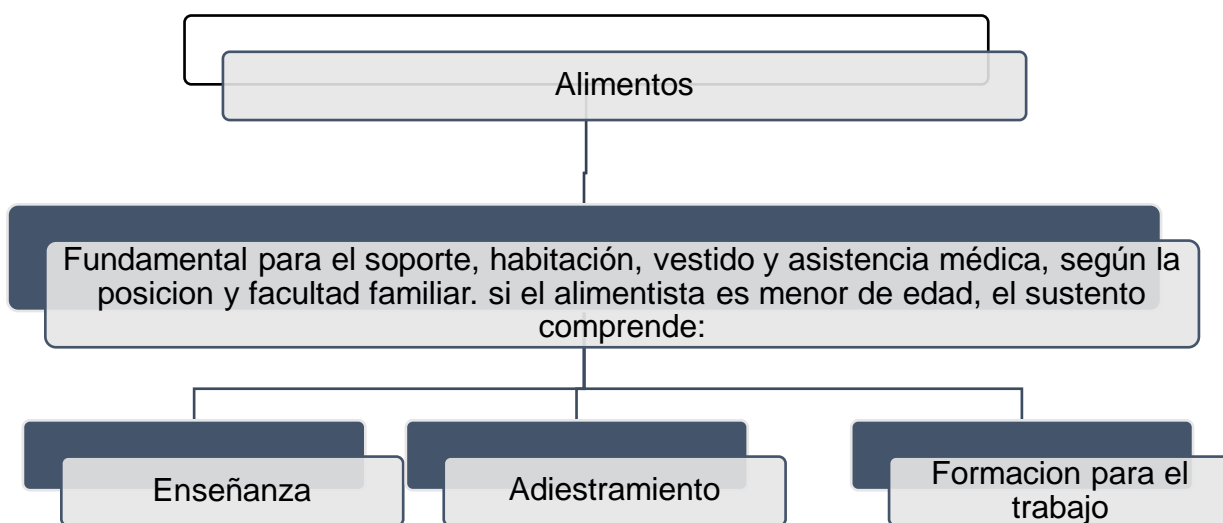 Alimentos
Fundamental para el soporte, habitación, vestido y asistencia médica, según la
posicion y facultad familiar. si el alimentista es menor de edad, el sustento
comprende:
Enseñanza
Adiestramiento
Formacion para el
trabajo